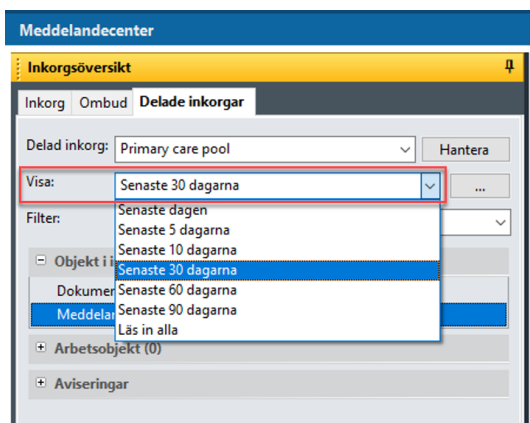 Meddelandecenter
Inkorgsöversikt
Inkorg Ombud Delade inkorgar
Delad inkorg: Primary care pool Hantera
Visa: Senaste 30 dagarna ...
Filter:
Senaste dagen
Senaste 5 dagarna
Senaste 10 dagarna
Senaste 30 dagarna
Senaste 60 dagarna
Senaste 90 dagarna
Läs in alla
Objekt i
Arbetsobjekt (0)
Aviseringar